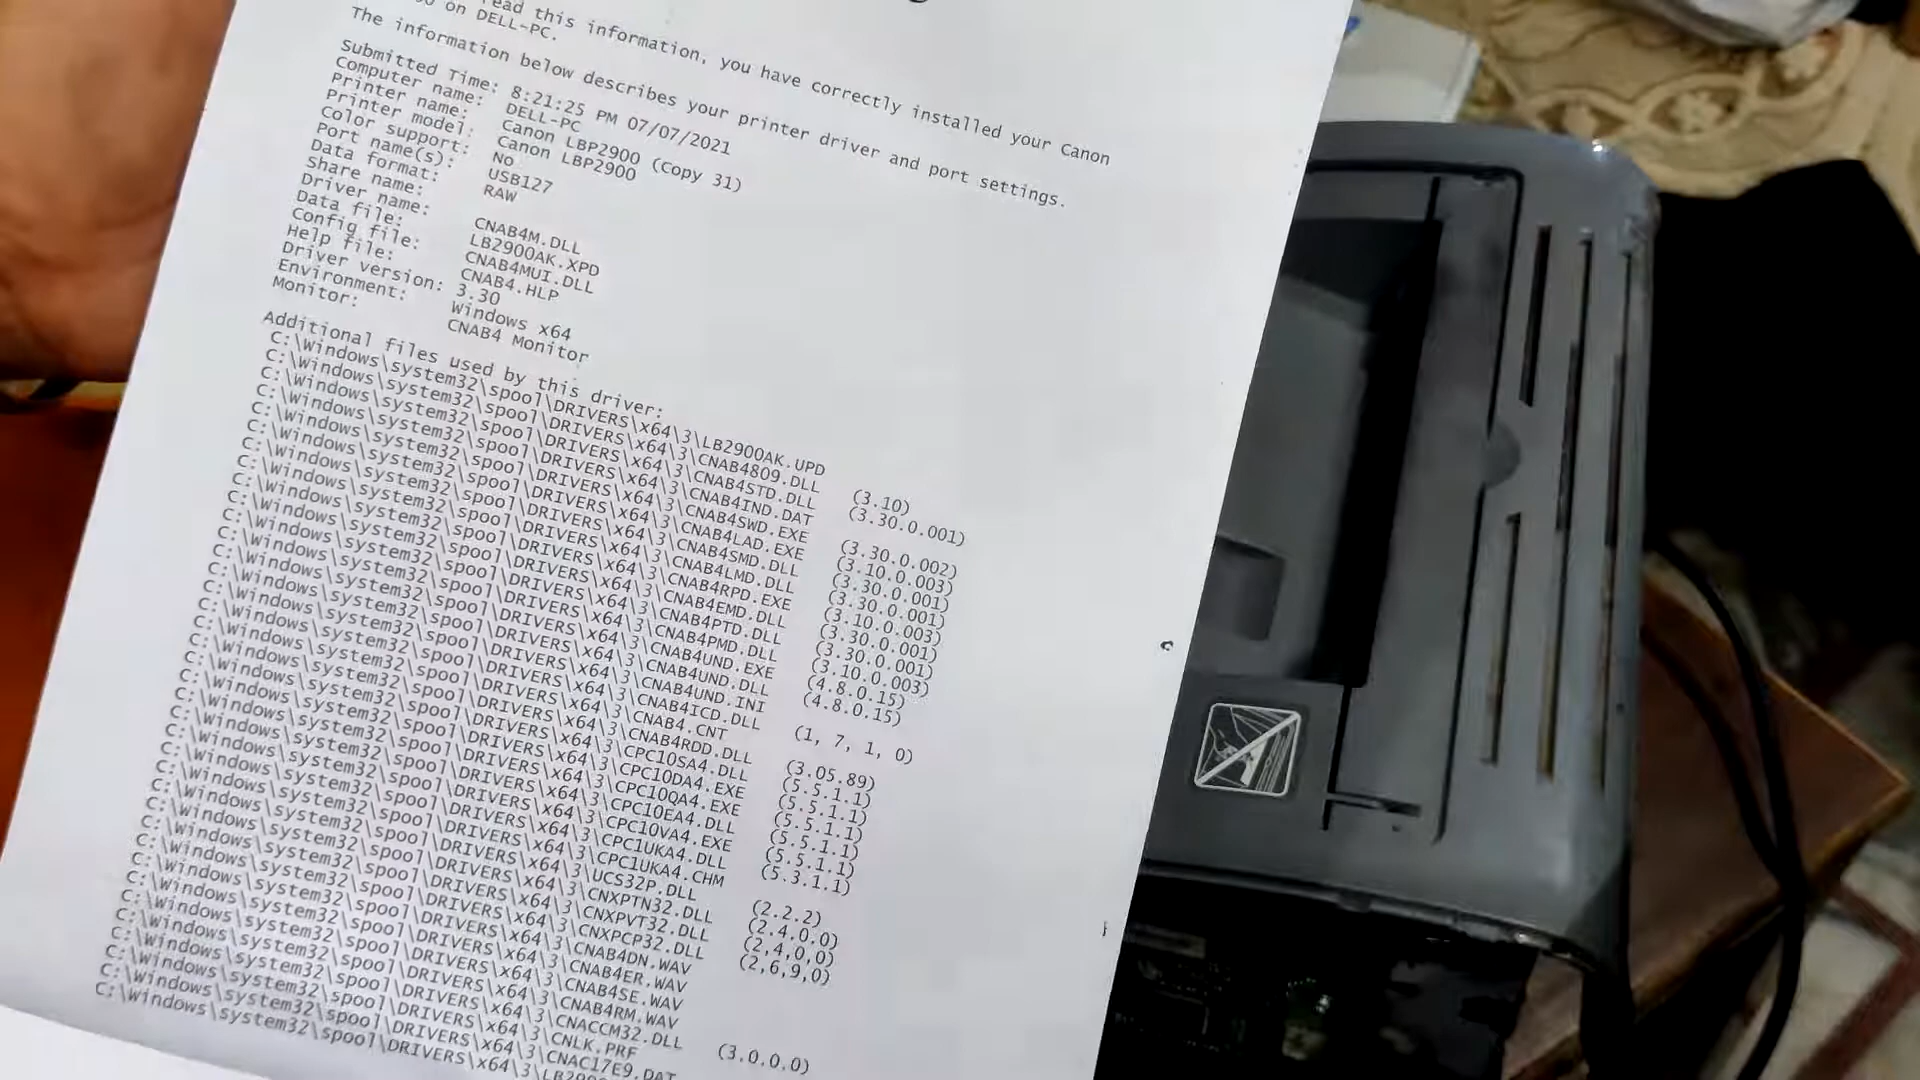 read this information, you have correctly installed your Canon
on DELL-PC.
The information below describes your printer driver and port settings.
Submitted Time: 8:21:25 PM 07/07/2021
Computer name: DELL-PC
Printer name: Canon LBP2900 (Copy 31)
Printer model: Canon LBP2900
Color support: No
Port name(s): USB127
Data format: RAW
Share name:
Driver name: CNAB4M.DLL
Data file: LB2900AK.XPD
Config file: CNAB4MUI.DLL
Help file: CNAB4.HLP
Driver version: 3.30
Environment: Windows x64
Monitor: CNAB4 Monitor
Additional files used by this driver:
C:\Windows\system32\spool\DRIVERS\x64\3\LB2900AK.UPD
C:\Windows\system32\spool\DRIVERS\x64\3\CNAB4809.DLL (3.10)
C:\Windows\system32\spool\DRIVERS\x64\3\CNAB4STD.DLL (3.30.0.001)
C:\Windows\system32\spool\DRIVERS\x64\3\CNAB4IND.DAT
C:\Windows\system32\spool\DRIVERS\x64\3\CNAB4SWD.EXE (3.30.0.002)
C:\Windows\system32\spool\DRIVERS\x64\3\CNAB4LAD.EXE (3.10.0.003)
C:\Windows\system32\spool\DRIVERS\x64\3\CNAB4SMD.DLL (3.30.0.001)
C:\Windows\system32\spool\DRIVERS\x64\3\CNAB4LMD.DLL (3.30.0.001)
C:\Windows\system32\spool\DRIVERS\x64\3\CNAB4RPD.EXE (3.10.0.003)
C:\Windows\system32\spool\DRIVERS\x64\3\CNAB4EMD.DLL (3.30.0.001)
C:\Windows\system32\spool\DRIVERS\x64\3\CNAB4PTD.DLL (3.30.0.001)
C:\Windows\system32\spool\DRIVERS\x64\3\CNAB4PMD.DLL (3.10.0.003)
C:\Windows\system32\spool\DRIVERS\x64\3\CNAB4UND.EXE (4.8.0.15)
C:\Windows\system32\spool\DRIVERS\x64\3\CNAB4UND.DLL (4.8.0.15)
C:\Windows\system32\spool\DRIVERS\x64\3\CNAB4UND.INI
C:\Windows\system32\spool\DRIVERS\x64\3\CNAB4ICD.DLL (1, 7, 1, 0)
C:\Windows\system32\spool\DRIVERS\x64\3\CNAB4.CNT
C:\Windows\system32\spool\DRIVERS\x64\3\CNAB4RDD.DLL (3.05.89)
C:\Windows\system32\spool\DRIVERS\x64\3\CPC10SA4.DLL (5.5.1.1)
C:\Windows\system32\spool\DRIVERS\x64\3\CPC10DA4.EXE (5.5.1.1)
C:\Windows\system32\spool\DRIVERS\x64\3\CPC10QA4.EXE (5.5.1.1)
C:\Windows\system32\spool\DRIVERS\x64\3\CPC10EA4.DLL (5.5.1.1)
C:\Windows\system32\spool\DRIVERS\x64\3\CPC10VA4.EXE (5.5.1.1)
C:\Windows\system32\spool\DRIVERS\x64\3\CPC1UKA4.DLL (5.3.1.1)
C:\Windows\system32\spool\DRIVERS\x64\3\CPC1UKA4.CHM
C:\Windows\system32\spool\DRIVERS\x64\3\UCS32P.DLL (2.2.2)
C:\Windows\system32\spool\DRIVERS\x64\3\CNXPTN32.DLL (2.4.0.0)
C:\Windows\system32\spool\DRIVERS\x64\3\CNXPVT32.DLL (2,4,0,0)
C:\Windows\system32\spool\DRIVERS\x64\3\CNXPCP32.DLL (2,6,9,0)
C:\Windows\system32\spool\DRIVERS\x64\3\CNAB4DN.WAV
C:\Windows\system32\spool\DRIVERS\x64\3\CNAB4ER.WAV
C:\Windows\system32\spool\DRIVERS\x64\3\CNAB4SE.WAV
C:\Windows\system32\spool\DRIVERS\x64\3\CNAB4RM.WAV
C:\Windows\system32\spool\DRIVERS\x64\3\CNACCM32.DLL (3.0.0.0)
C:\Windows\system32\spool\DRIVERS\x64\3\CNLK.PRF
C:\Windows\system32\spool\DRIVERS\x64\3\CNAC17E9.DAT
C:\Windows\system32\spool\DRIVERS\x64\3\